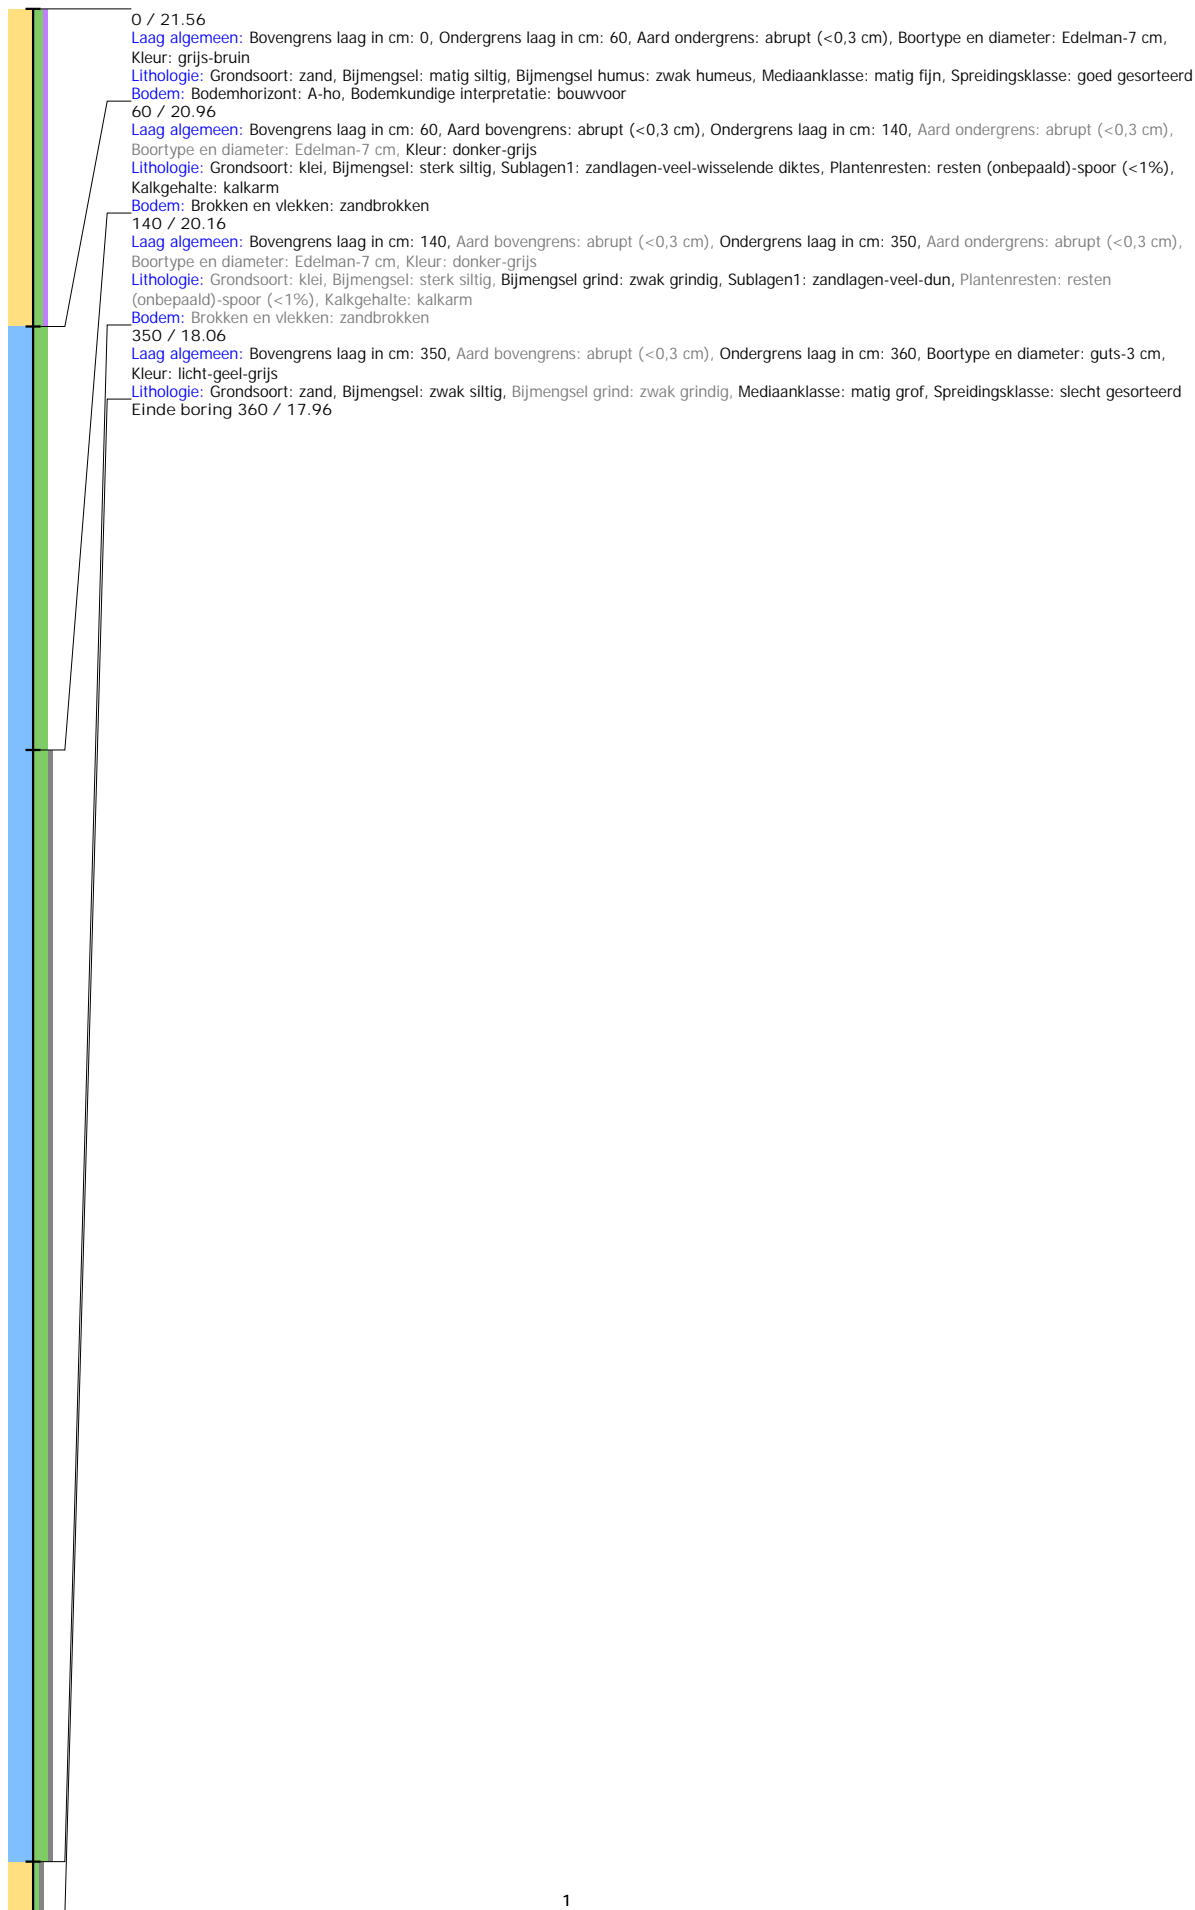 0 / 21.56
Laag algemeen: Bovengrens laag in cm: 0, Ondergrens laag in cm: 60, Aard ondergrens: abrupt (<0,3 cm), Boortype en diameter: Edelman-7 cm,
Kleur: grijs-bruin
Lithologie: Grondsoort: zand, Bijmengsel: matig siltig, Bijmengsel humus: zwak humeus, Mediaanklasse: matig fijn, Spreidingsklasse: goed gesorteerd
Bodem: Bodemhorizont: A-ho, Bodemkundige interpretatie: bouwvoor
60 / 20.96
Laag algemeen: Bovengrens laag in cm: 60, Aard bovengrens: abrupt (<0,3 cm), Ondergrens laag in cm: 140, Aard ondergrens: abrupt (<0,3 cm),
Boortype en diameter: Edelman-7 cm, Kleur: donker-grijs
Lithologie: Grondsoort: klei, Bijmengsel: sterk siltig, Sublagen1: zandlagen-veel-wisselende diktes, Plantenresten: resten (onbepaald)-spoor (<1%),
Kalkgehalte: kalkarm
Bodem: Brokken en vlekken: zandbrokken
140 / 20.16
Laag algemeen: Bovengrens laag in cm: 140, Aard bovengrens: abrupt (<0,3 cm), Ondergrens laag in cm: 350, Aard ondergrens: abrupt (<0,3 cm),
Boortype en diameter: Edelman-7 cm, Kleur: donker-grijs
Lithologie: Grondsoort: klei, Bijmengsel: sterk siltig, Bijmengsel grind: zwak grindig, Sublagen1: zandlagen-veel-dun, Plantenresten: resten
(onbepaald)-spoor (<1%), Kalkgehalte: kalkarm
Bodem: Brokken en vlekken: zandbrokken
350 / 18.06
Laag algemeen: Bovengrens laag in cm: 350, Aard bovengrens: abrupt (<0,3 cm), Ondergrens laag in cm: 360, Boortype en diameter: guts-3 cm,
Kleur: licht-geel-grijs
Lithologie: Grondsoort: zand, Bijmengsel: zwak siltig, Bijmengsel grind: zwak grindig, Mediaanklasse: matig grof, Spreidingsklasse: slecht gesorteerd
Einde boring 360 / 17.96
1